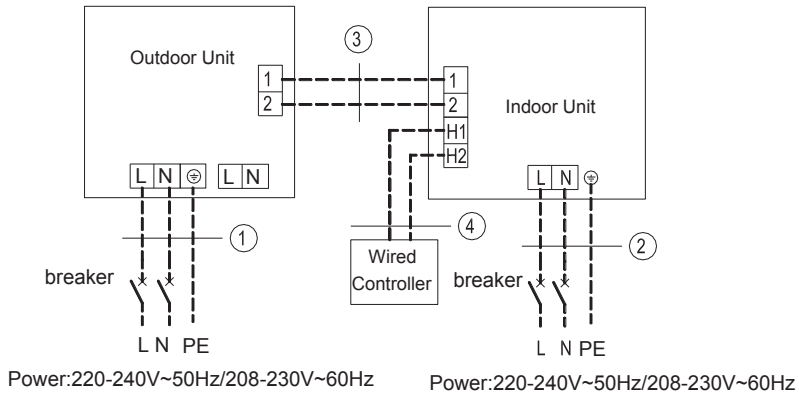 Outdoor Unit
1
2
L N ⏚ L N
①
breaker
L N PE
Power:220-240V~50Hz/208-230V~60Hz
③
Indoor Unit
1
2
H1
H2
L N ⏚
④
Wired
Controller
②
breaker
L N PE
Power:220-240V~50Hz/208-230V~60Hz